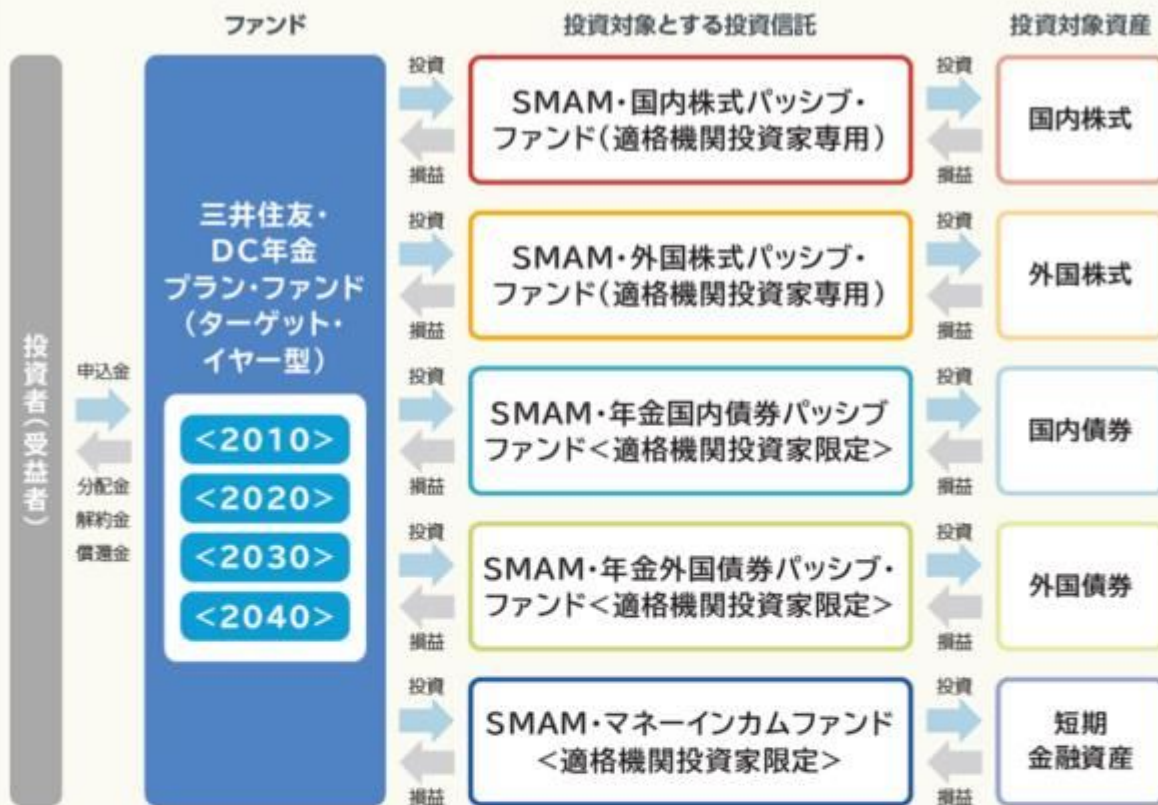 ファンド
投資対象とする投資信託
投資対象資産
投資者(受益者)
申込金
分配金
解約金
償還金
三井住友・
DC年金
プラン・ファンド
(ターゲット・
イヤー型)
<2010>
<2020>
<2030>
<2040>
投資
損益
SMAM・国内株式パッシブ・
ファンド(適格機関投資家専用)
投資
損益
国内株式
投資
損益
SMAM・外国株式パッシブ・
ファンド(適格機関投資家専用)
投資
損益
外国株式
投資
損益
SMAM・年金国内債券パッシブ
ファンド<適格機関投資家限定>
投資
損益
国内債券
投資
損益
SMAM・年金外国債券パッシブ・
ファンド<適格機関投資家限定>
投資
損益
外国債券
投資
損益
SMAM・マネーインカムファンド
<適格機関投資家限定>
投資
損益
短期
金融資産